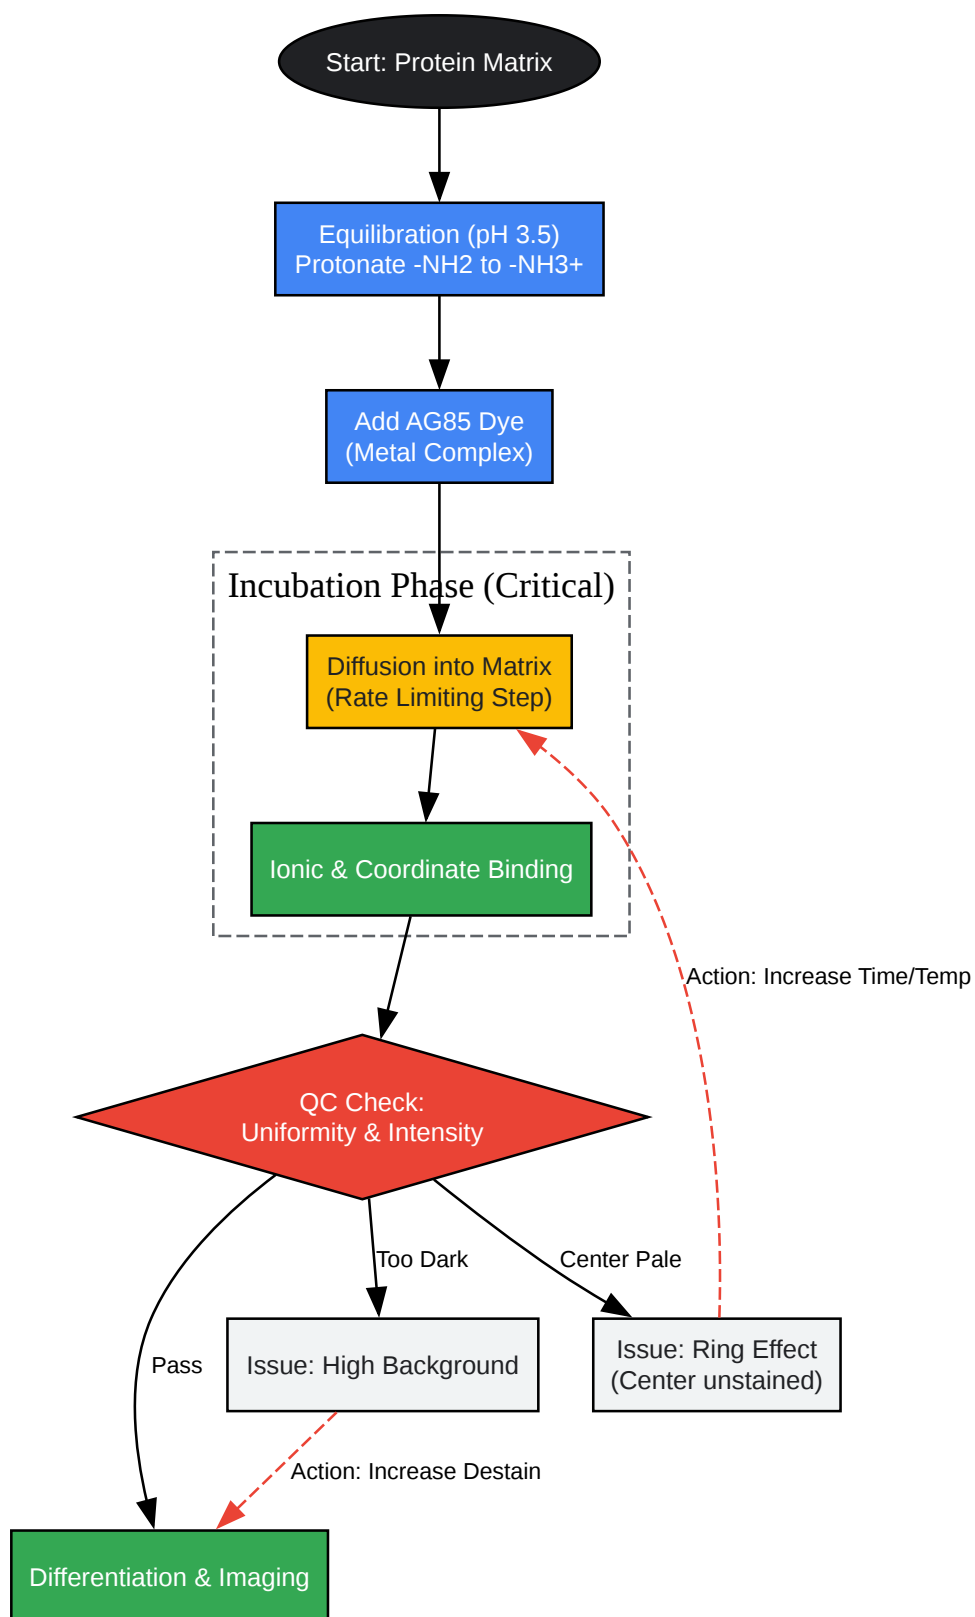 Start: Protein Matrix
Equilibration (pH 3.5)
Protonate -NH2 to -NH3+
Add AG85 Dye
(Metal Complex)
Incubation Phase (Critical)
Diffusion into Matrix
(Rate Limiting Step)
Ionic & Coordinate Binding
Action: Increase Time/Temp
QC Check:
Uniformity & Intensity
Too Dark
Center Pale
Pass
Issue: High Background
Issue: Ring Effect
(Center unstained)
Action: Increase Destain
Differentiation & Imaging